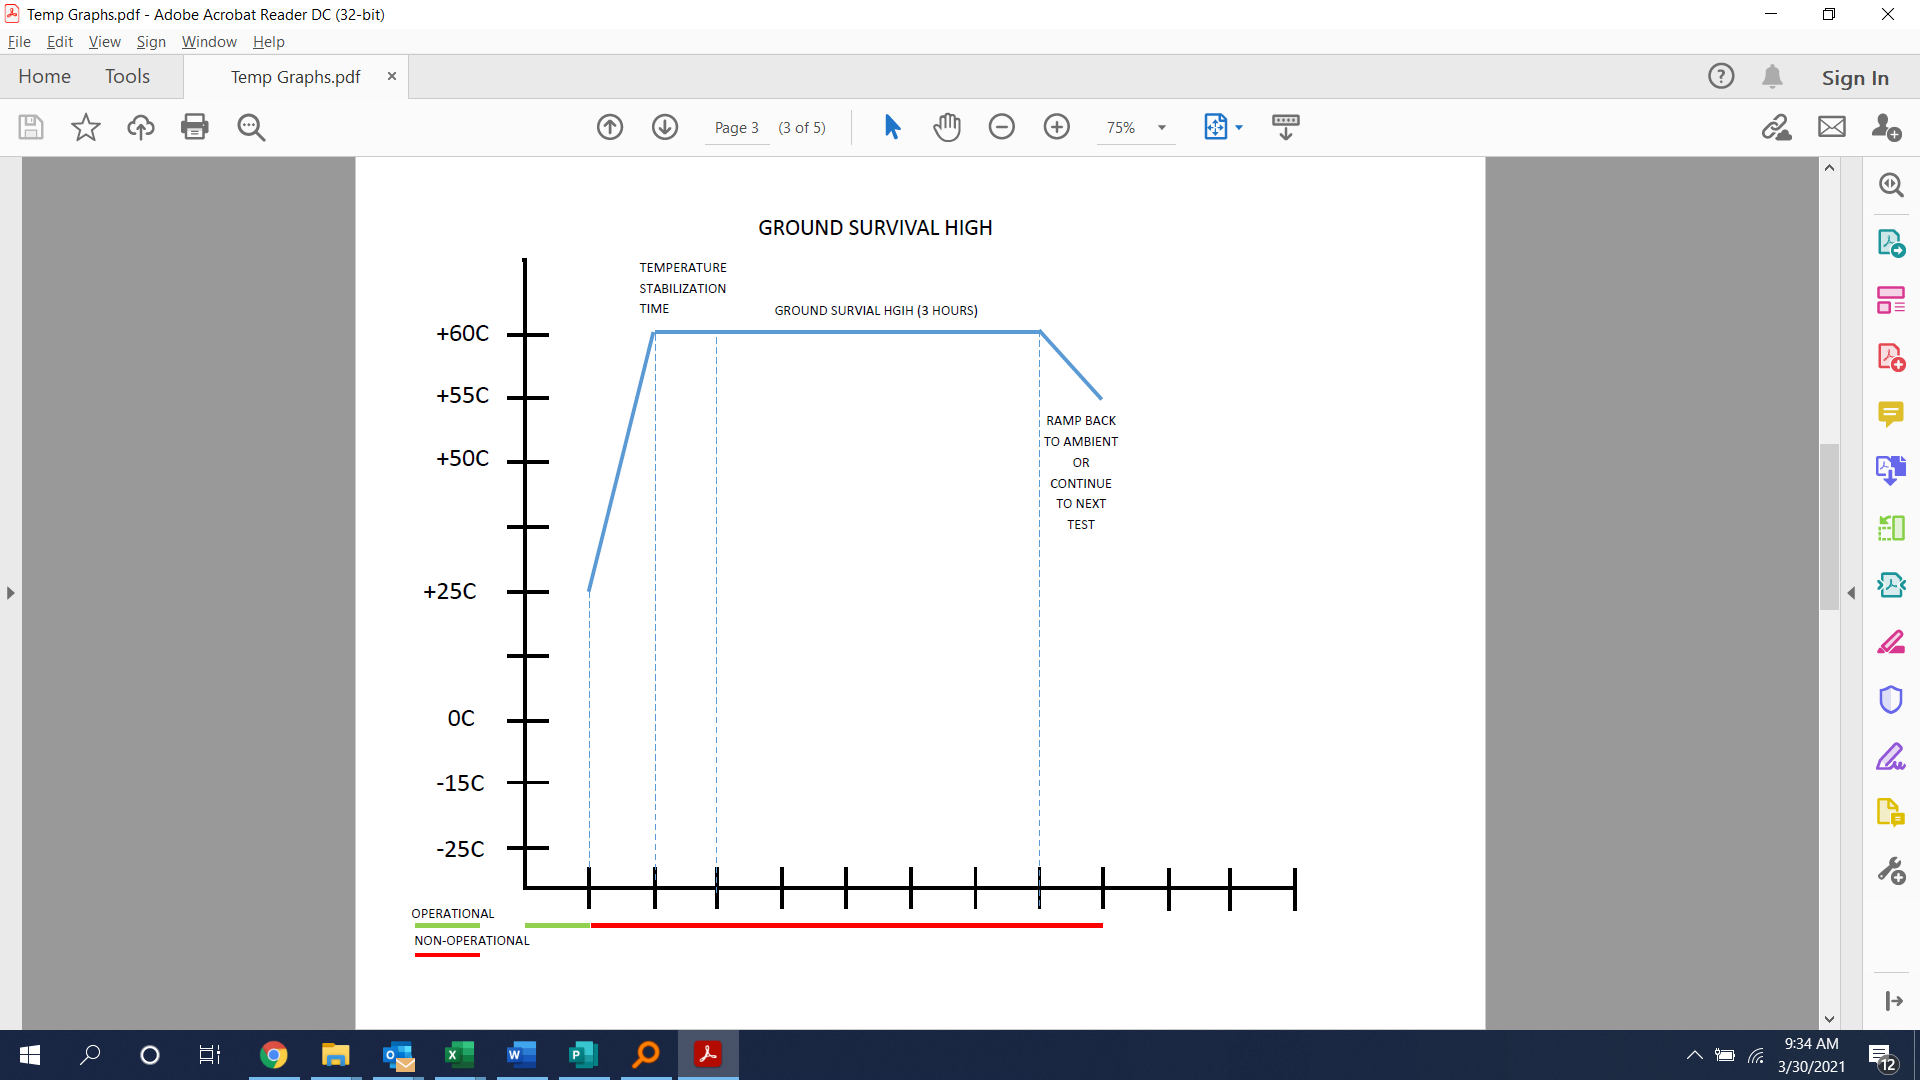 Temp Graphs.pdf - Adobe Acrobat Reader DC (32-bit)
File Edit View Sign Window Help
Home Tools Temp Graphs.pdf Sign In
Page 3 (3 of 5) 75%
GROUND SURVIVAL HIGH
TEMPERATURE
STABILIZATION
TIME
GROUND SURVIAL HGIH (3 HOURS)
+60C
+55C
+50C
+25C
0C
-15C
-25C
RAMP BACK
TO AMBIENT
OR
CONTINUE
TO NEXT
TEST
OPERATIONAL
NON-OPERATIONAL
9:34 AM
3/30/2021
12